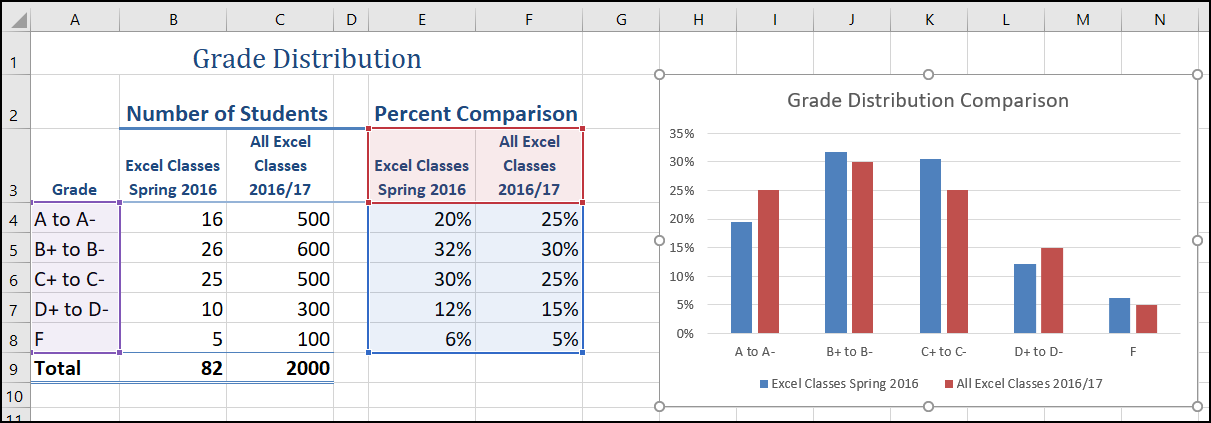 A B C D E F G H I J K L M N
1 Grade Distribution
2 Number of Students Percent Comparison
3 Grade Excel Classes Spring 2016 All Excel Classes 2016/17 Excel Classes Spring 2016 All Excel Classes 2016/17
4 A to A- 16 500 20% 25%
5 B+ to B- 26 600 32% 30%
6 C+ to C- 25 500 30% 25%
7 D+ to D- 10 300 12% 15%
8 F 5 100 6% 5%
9 Total 82 2000
10
11
Grade Distribution Comparison
35%
30%
25%
20%
15%
10%
5%
0%
A to A- B+ to B- C+ to C- D+ to D- F
Excel Classes Spring 2016 All Excel Classes 2016/17